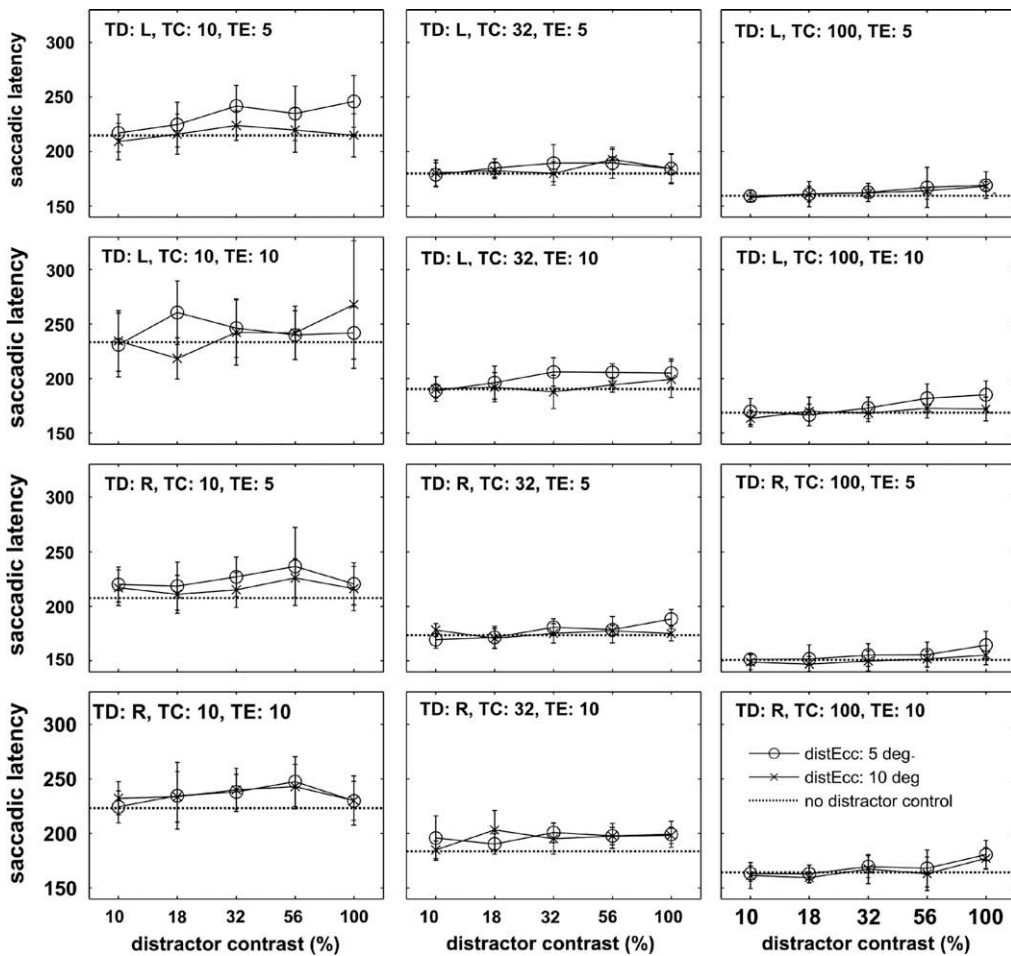 TD: L, TC: 10, TE: 5
TD: L, TC: 32, TE: 5
TD: L, TC: 100, TE: 5
saccadic latency
300
250
200
150
TD: L, TC: 10, TE: 10
TD: L, TC: 32, TE: 10
TD: L, TC: 100, TE: 10
saccadic latency
300
250
200
150
TD: R, TC: 10, TE: 5
TD: R, TC: 32, TE: 5
TD: R, TC: 100, TE: 5
saccadic latency
300
250
200
150
TD: R, TC: 10, TE: 10
TD: R, TC: 32, TE: 10
TD: R, TC: 100, TE: 10
saccadic latency
300
250
200
150
distEcc: 5 deg.
distEcc: 10 deg
no distractor control
10 18 32 56 100
10 18 32 56 100
10 18 32 56 100
distractor contrast (%)
distractor contrast (%)
distractor contrast (%)